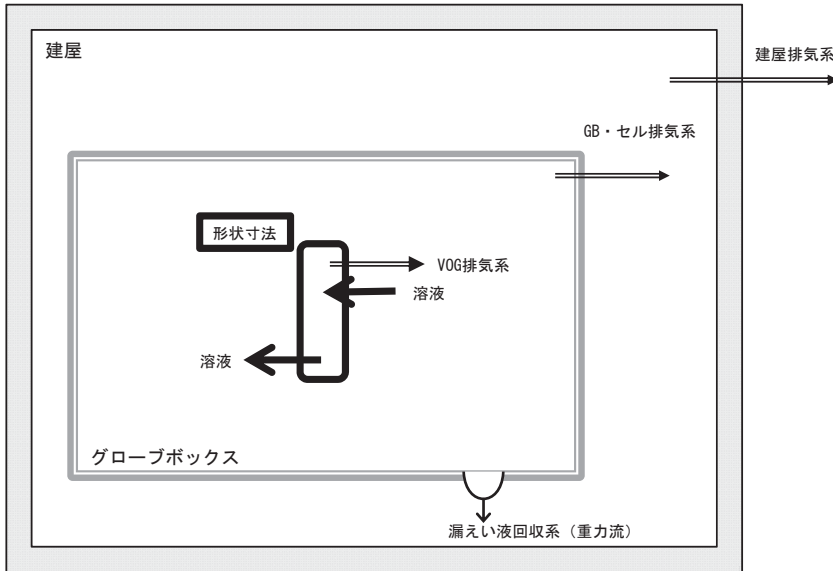 建屋
建屋排気系
GB・セル排気系
形状寸法
VOG排気系
溶液
溶液
グローブボックス
漏えい液回収系（重力流）